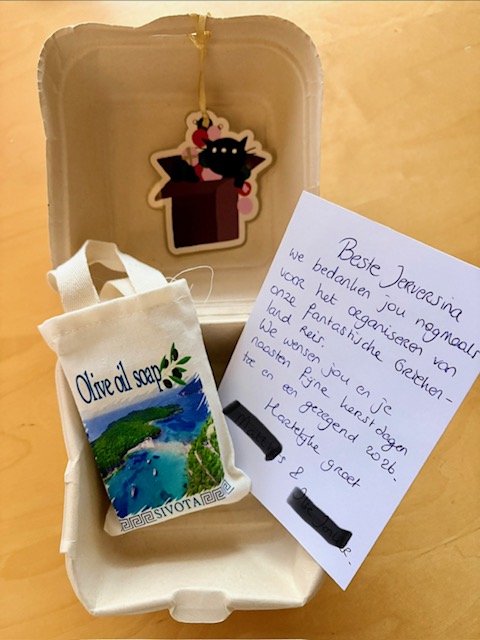 Olive oil soap
SIVOTA
Beste Jerversina
we bedanken jou nogmaals
voor het organiseren van
onze fantastische Grieken-
land reis.
We wensen jou en je
naasten fijne kerstdagen
toe en een gezegend 2026.
Hartelijke groet
&